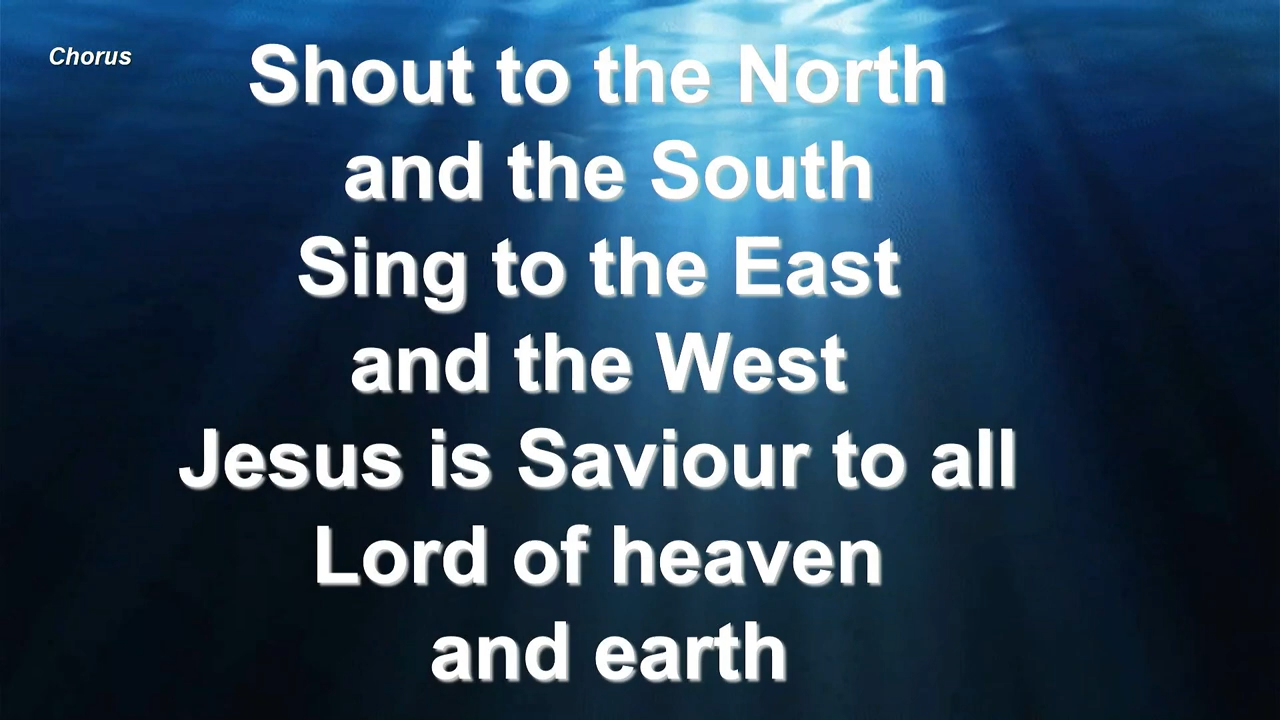 Chorus
Shout to the North
and the South
Sing to the East
and the West
Jesus is Saviour to all
Lord of heaven
and earth